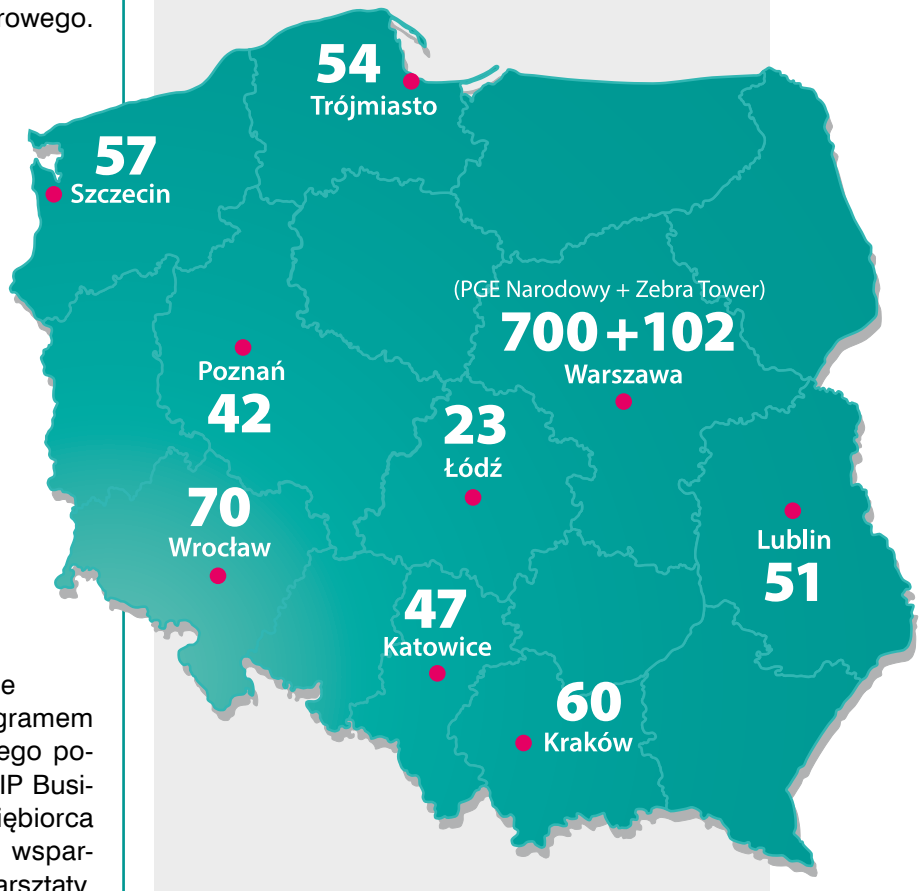 rowego.
54
Trójmiasto
57
Szczecin
(PGE Narodowy + Zebra Tower)
700 + 102
Warszawa
Poznań
42
23
Łódź
70
Wrocław
Lublin
51
47
Katowice
60
Kraków
e
gramem
ego po-
IP Busi-
iębiorca
wspar-
arsztaty,